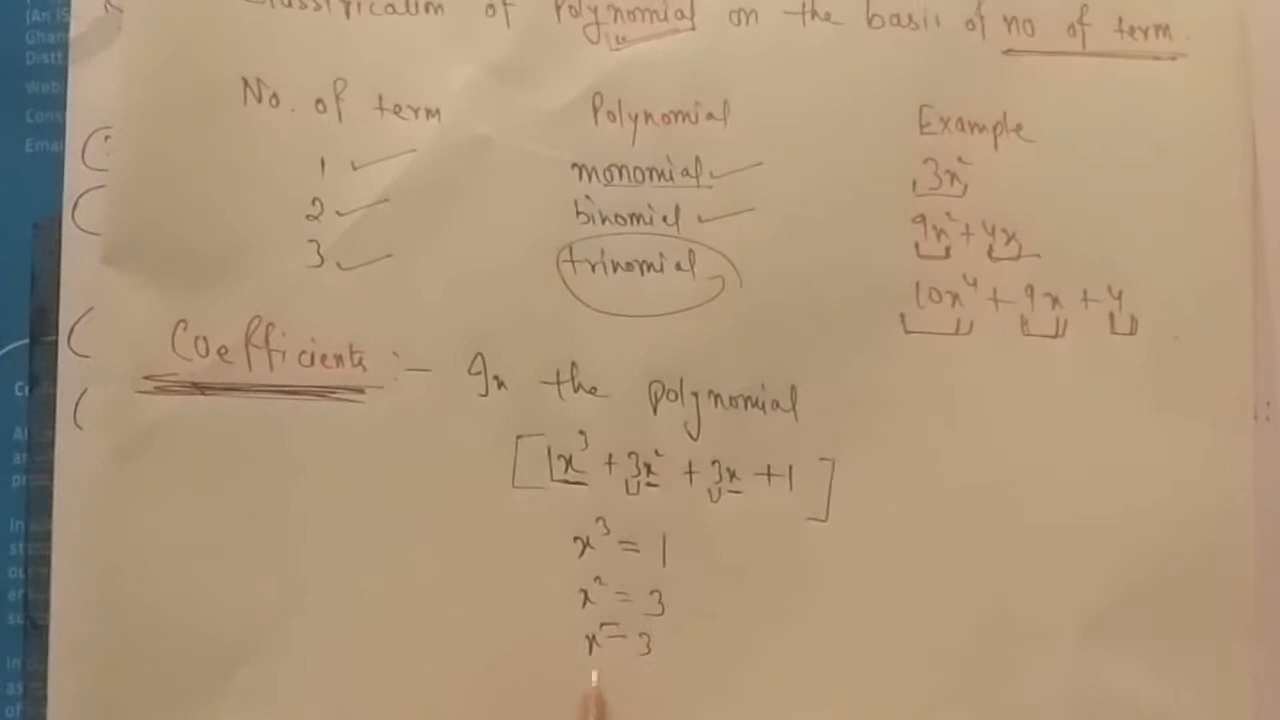 Classification of Polynomial on the basis of no of term.
No. of term Polynomial Example
1 monomial 3x²
2 binomial 9x² + 4x
3 trinomial 10x⁴ + 9x + 4
Coefficients :- In the polynomial
[1x³ + 3x² + 3x + 1]
x³ = 1
x² = 3
x = 3